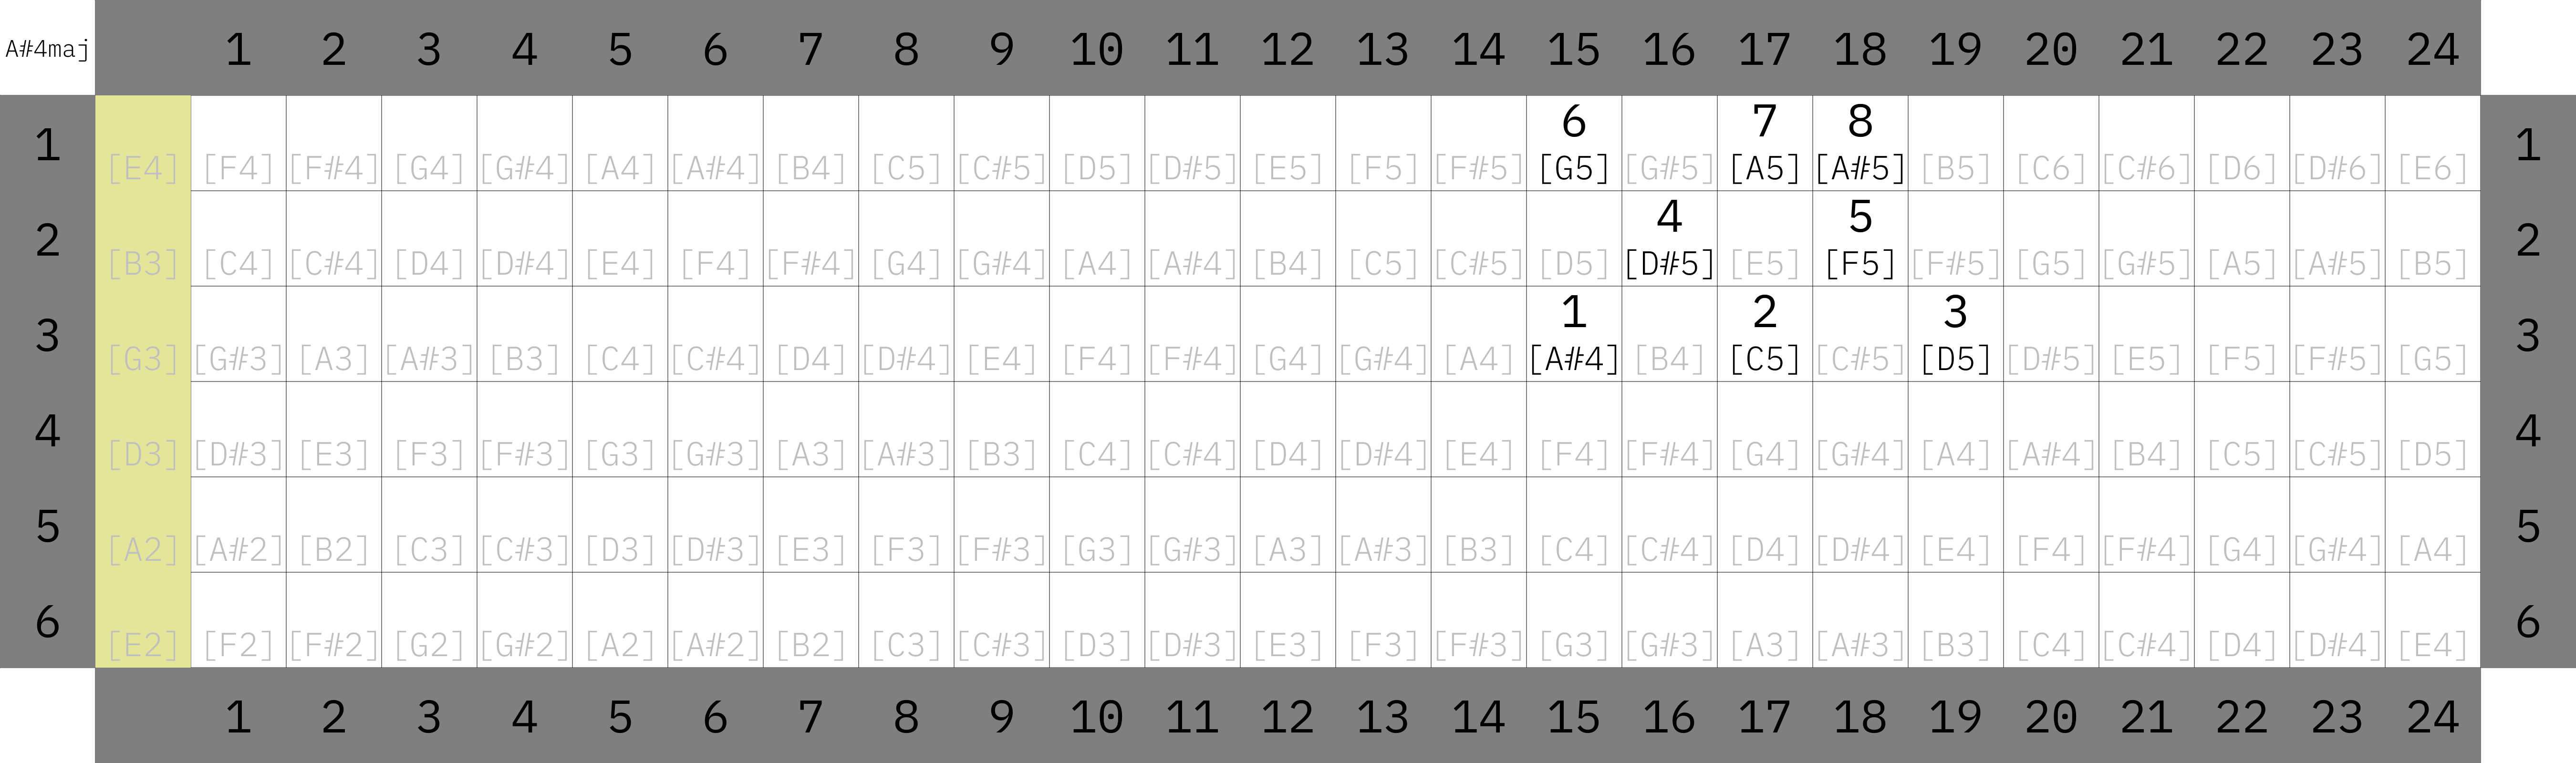 A#4maj 1 2 3 4 5 6 7 8 9 10 11 12 13 14 15 16 17 18 19 20 21 22 23 24
6 7 8
1 [E4] [F4] [F#4] [G4] [G#4] [A4] [A#4] [B4] [C5] [C#5] [D5] [D#5] [E5] [F5] [F#5] [G5] [G#5] [A5] [A#5] [B5] [C6] [C#6] [D6] [D#6] [E6] 1
4 5
2 [B3] [C4] [C#4] [D4] [D#4] [E4] [F4] [F#4] [G4] [G#4] [A4] [A#4] [B4] [C5] [C#5] [D5] [D#5] [E5] [F5] [F#5] [G5] [G#5] [A5] [A#5] [B5] 2
1 2 3
3 [G3] [G#3] [A3] [A#3] [B3] [C4] [C#4] [D4] [D#4] [E4] [F4] [F#4] [G4] [G#4] [A4] [A#4] [B4] [C5] [C#5] [D5] [D#5] [E5] [F5] [F#5] [G5] 3
4 [D3] [D#3] [E3] [F3] [F#3] [G3] [G#3] [A3] [A#3] [B3] [C4] [C#4] [D4] [D#4] [E4] [F4] [F#4] [G4] [G#4] [A4] [A#4] [B4] [C5] [C#5] [D5] 4
5 [A2] [A#2] [B2] [C3] [C#3] [D3] [D#3] [E3] [F3] [F#3] [G3] [G#3] [A3] [A#3] [B3] [C4] [C#4] [D4] [D#4] [E4] [F4] [F#4] [G4] [G#4] [A4] 5
6 [E2] [F2] [F#2] [G2] [G#2] [A2] [A#2] [B2] [C3] [C#3] [D3] [D#3] [E3] [F3] [F#3] [G3] [G#3] [A3] [A#3] [B3] [C4] [C#4] [D4] [D#4] [E4] 6
1 2 3 4 5 6 7 8 9 10 11 12 13 14 15 16 17 18 19 20 21 22 23 24